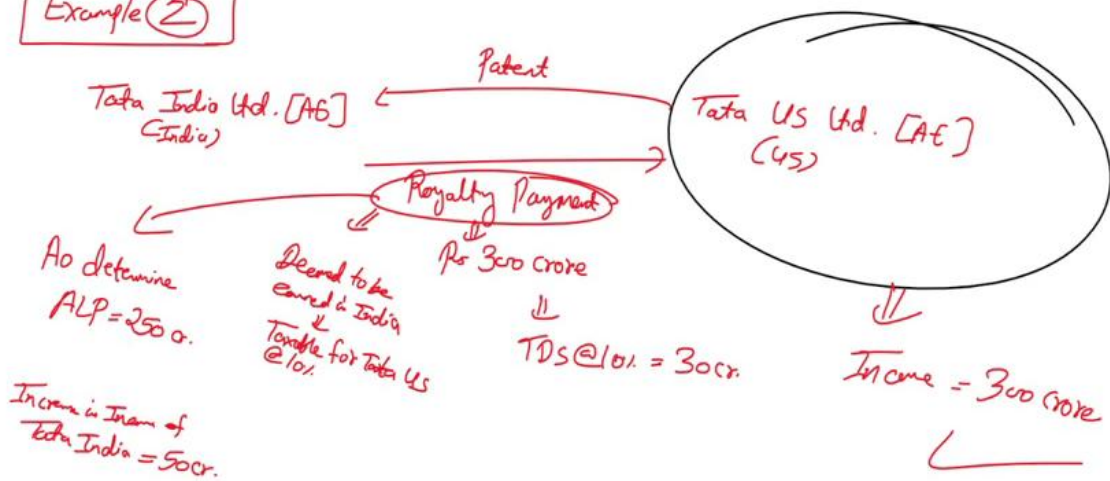 Example 2
Patent
Tata India Ltd. [AE]
(India)
Tata US Ltd. [AE]
(US)
Royalty Payment
Ao determine
ALP = 250 cr.
Deemed to be
earned in India
Taxable for Tata US
@10%
Rs 300 crore
TDS @10% = 30cr.
Income = 300 crore
Increase in Income of
Tata India = 50cr.